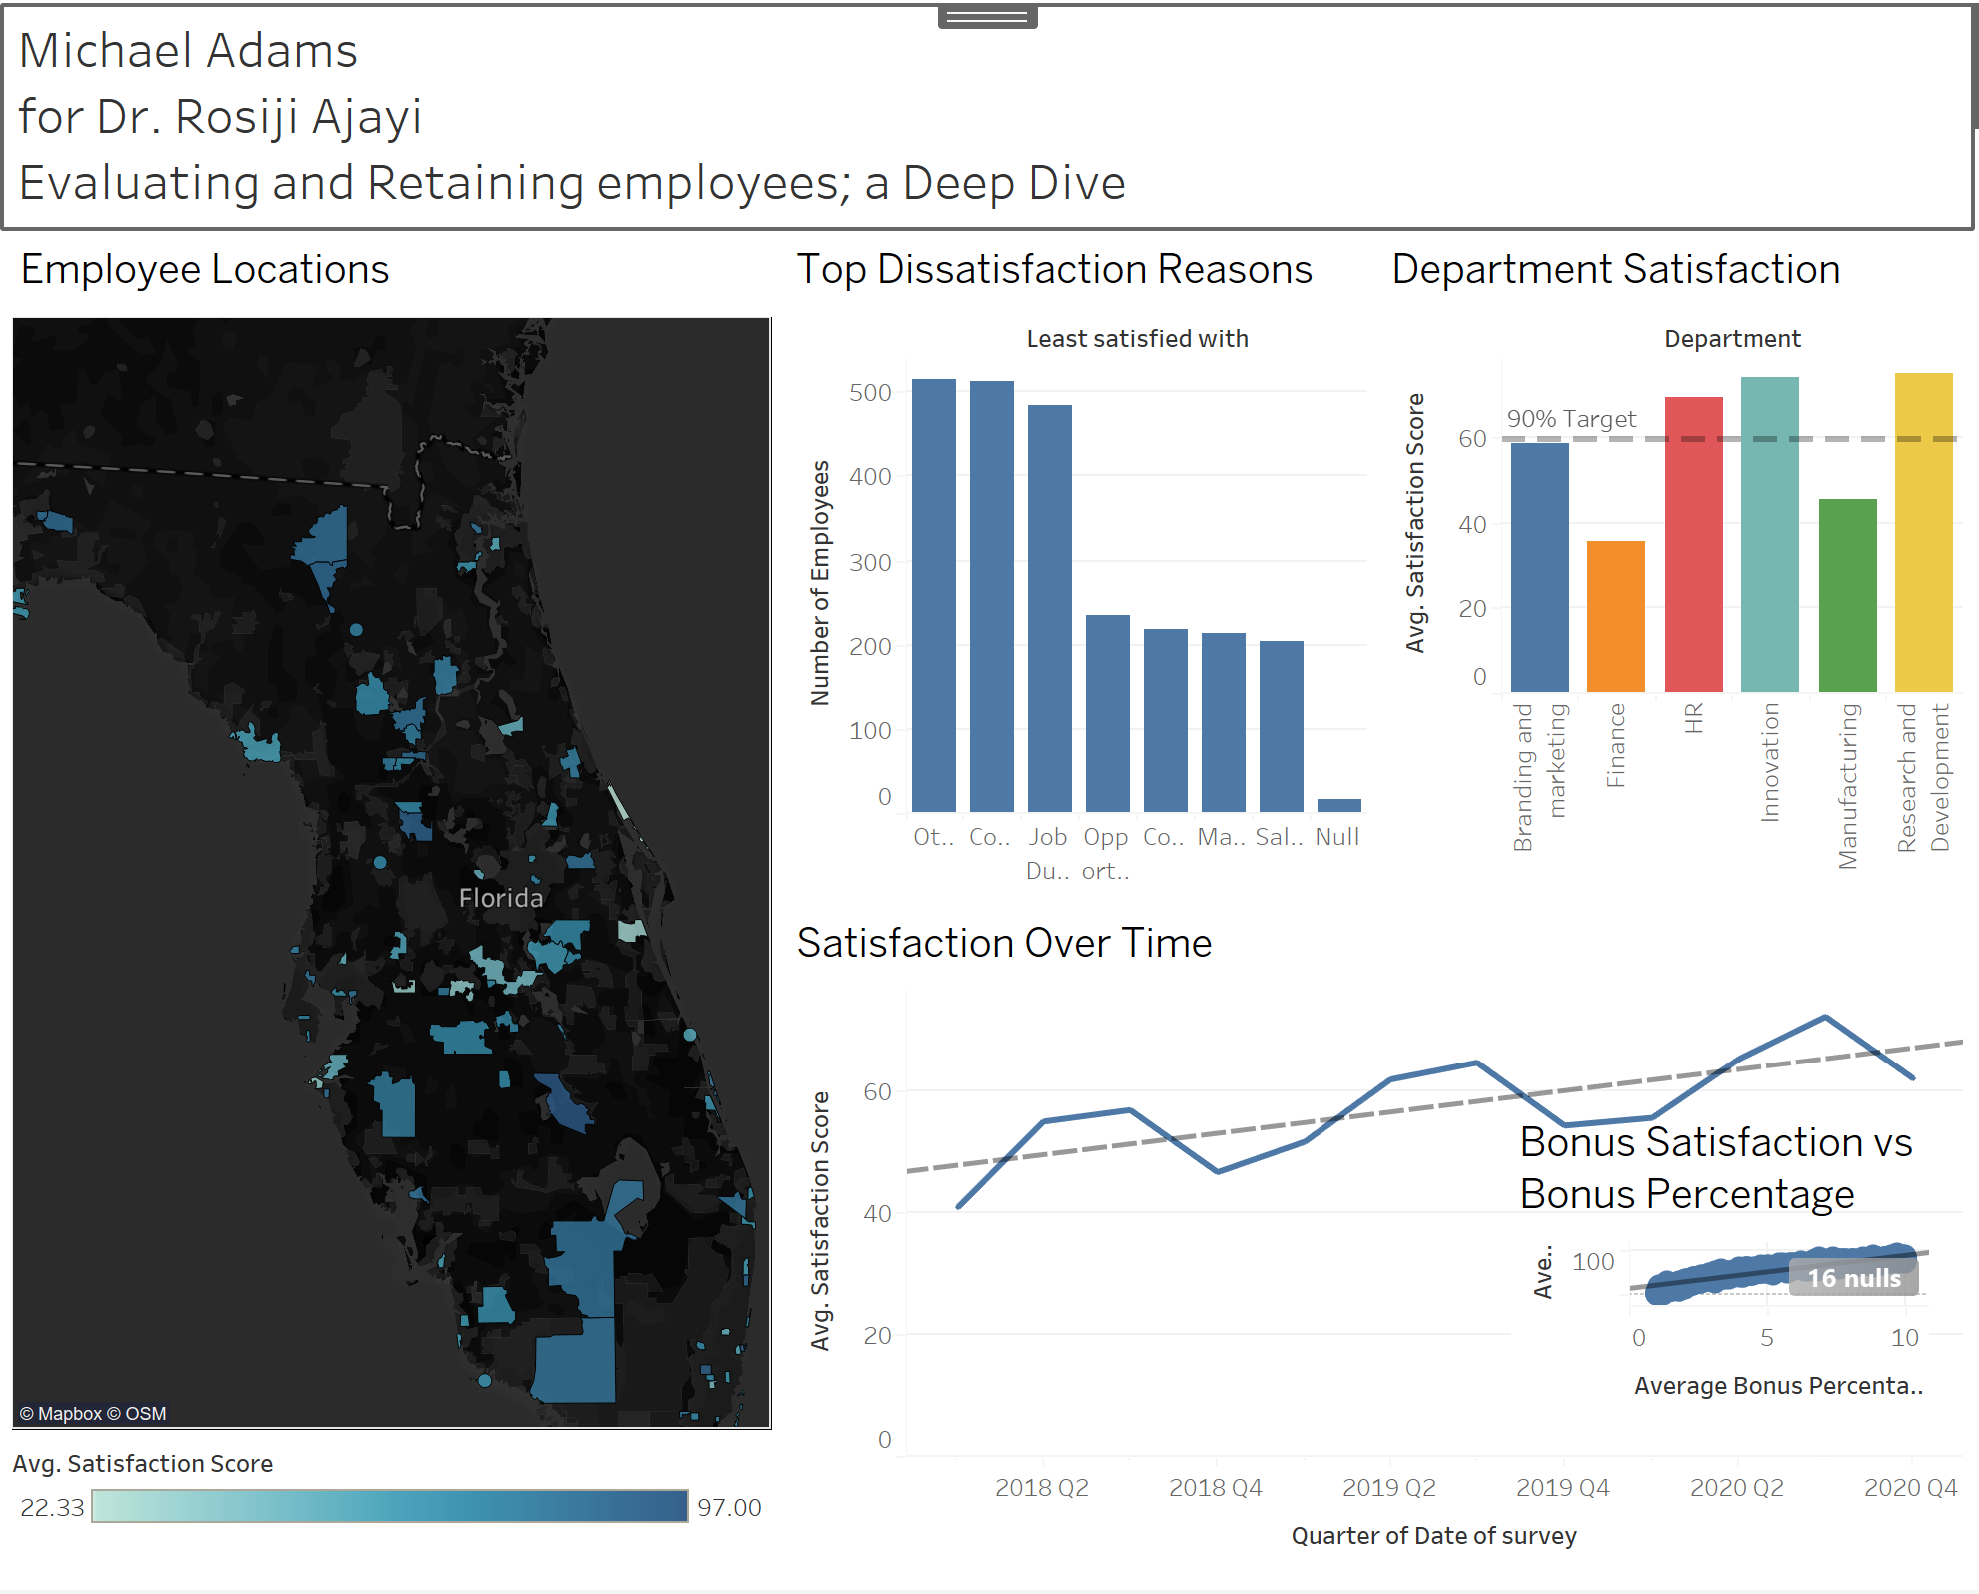 Michael Adams
for Dr. Rosiji Ajayi
Evaluating and Retaining employees; a Deep Dive
Employee Locations
Florida
© Mapbox © OSM
Avg. Satisfaction Score
22.33
97.00
Top Dissatisfaction Reasons
Least satisfied with
Number of Employees
500
400
300
200
100
0
Ot..
Co..
Job
Du..
Opp
ort..
Co..
Ma..
Sal..
Null
Department Satisfaction
Department
Avg. Satisfaction Score
90% Target
60
40
20
0
Branding and
marketing
Finance
HR
Innovation
Manufacturing
Research and
Development
Satisfaction Over Time
Avg. Satisfaction Score
60
40
20
0
2018 Q2
2018 Q4
2019 Q2
2019 Q4
2020 Q2
2020 Q4
Quarter of Date of survey
Bonus Satisfaction vs
Bonus Percentage
Ave..
100
16 nulls
0
5
10
Average Bonus Percenta..